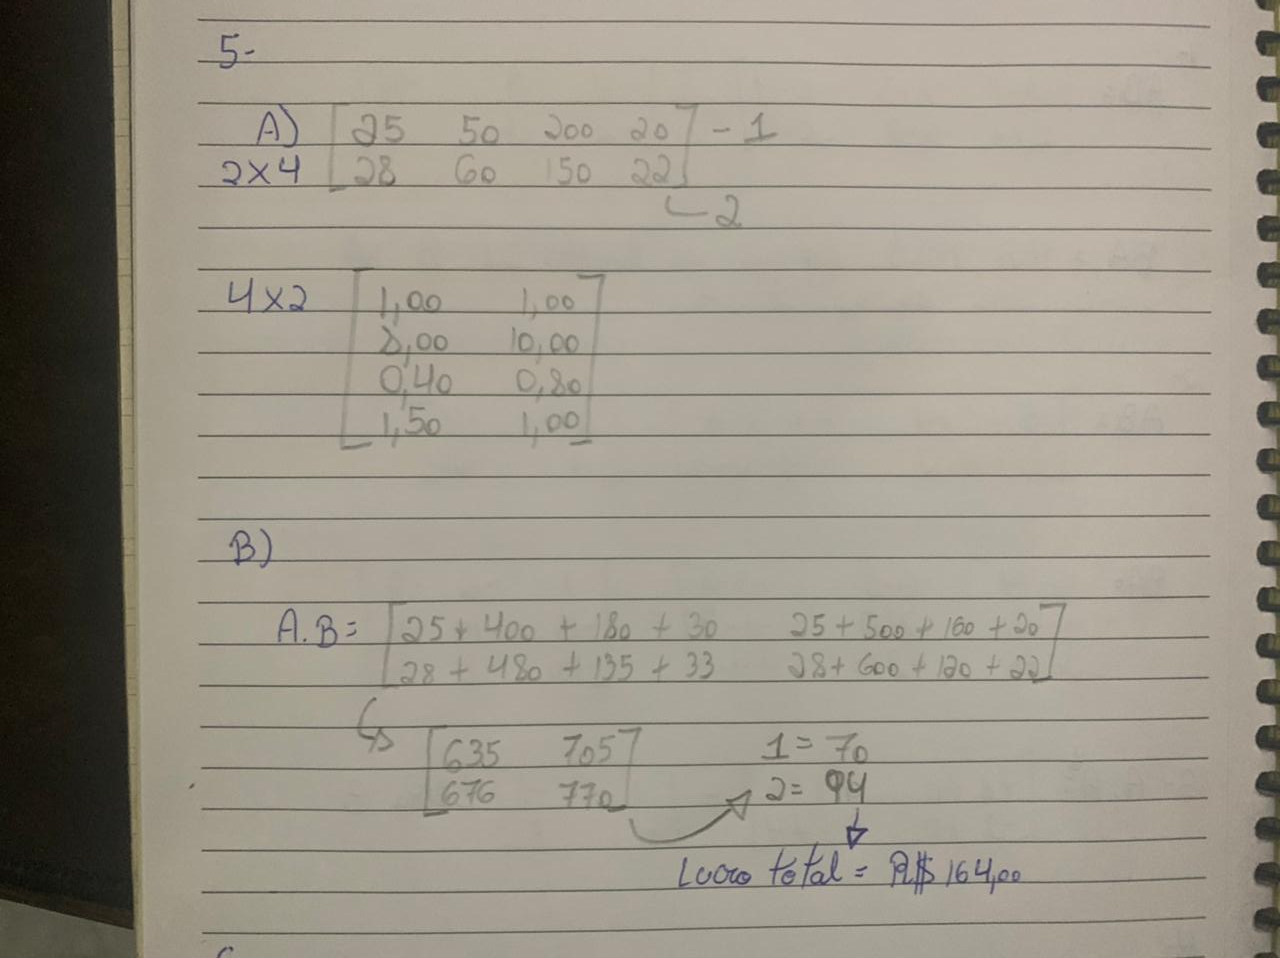 5-
A) 25 50 200 20 - 1
2x4 28 60 150 22
2
4x2 1,00 1,00
8,00 10,00
0,40 0,80
1,50 1,00
B)
A.B= 25 + 400 + 180 + 30 25 + 500 + 160 + 20
28 + 480 + 135 + 33 28 + 600 + 120 + 22
635 705 1 = 70
676 770 2 = 94
Lucro total = R$ 164,00